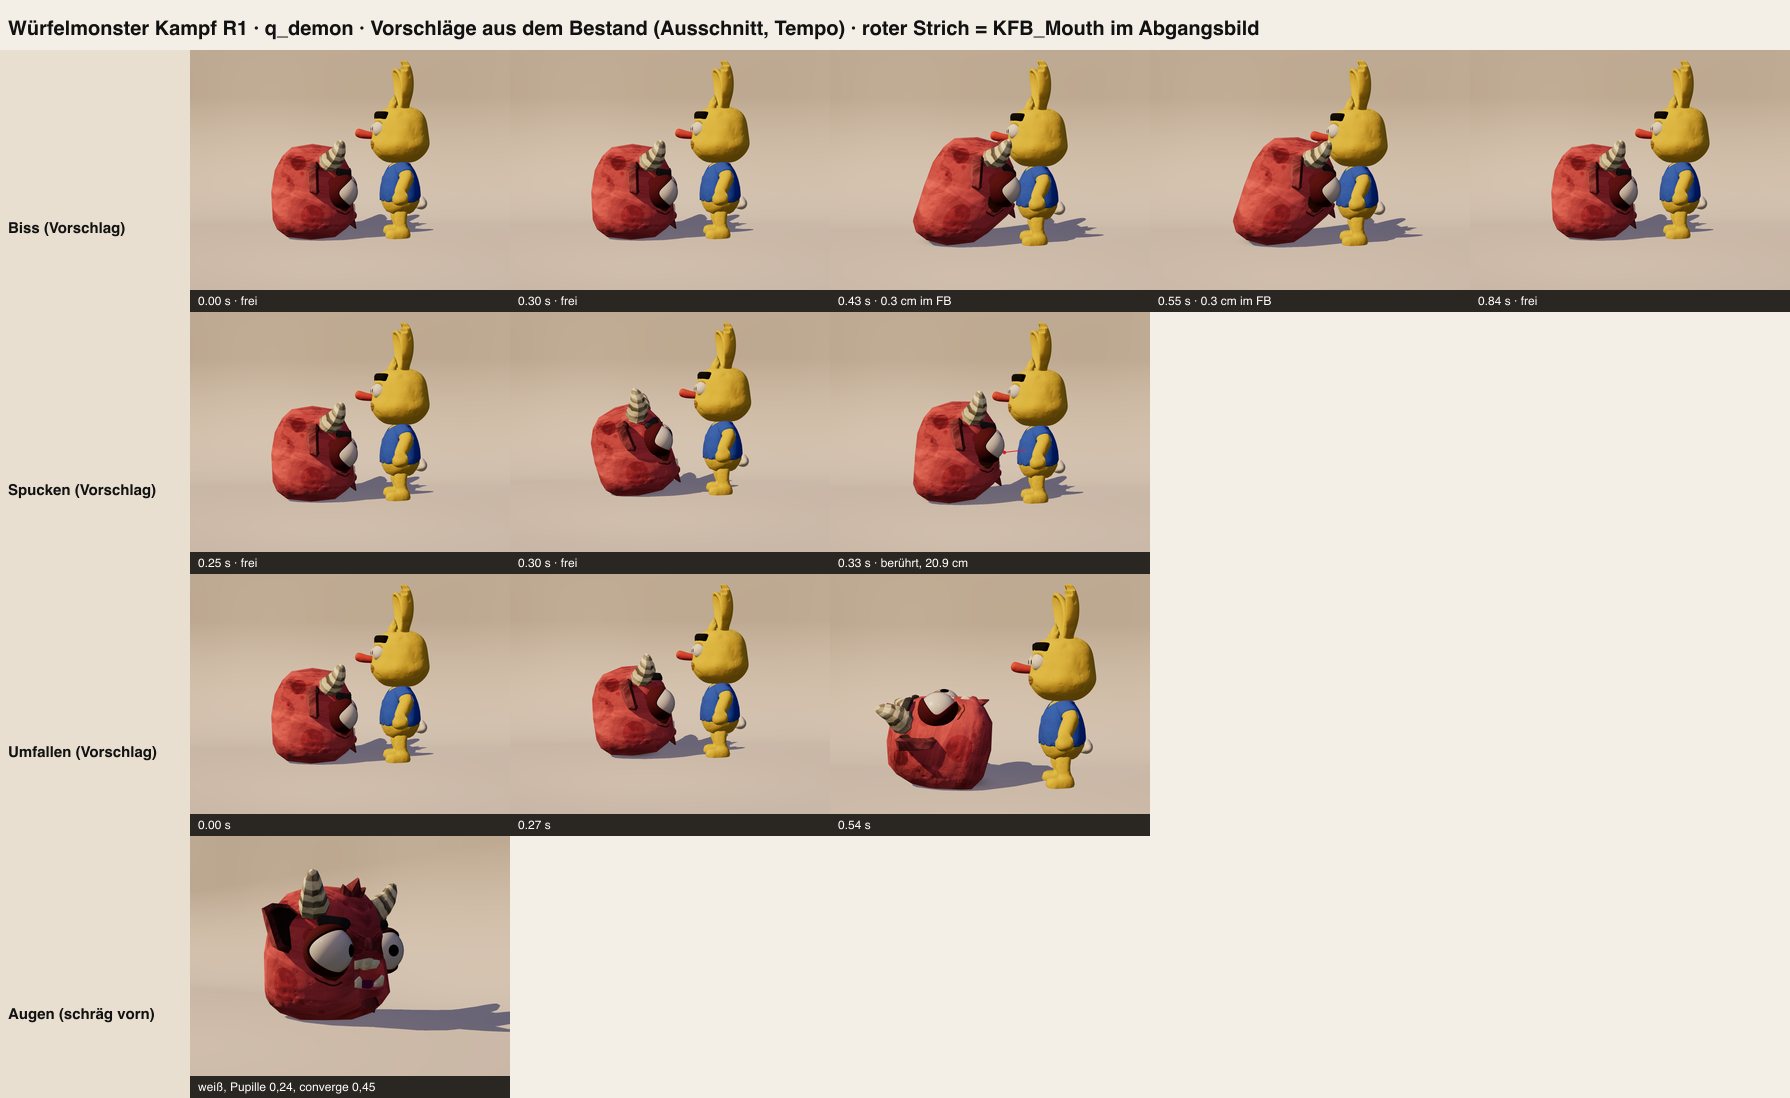 Würfelmonster Kampf R1 · q_demon · Vorschläge aus dem Bestand (Ausschnitt, Tempo) · roter Strich = KFB_Mouth im Abgangsbild
Biss (Vorschlag)
0.00 s · frei
0.30 s · frei
0.43 s · 0.3 cm im FB
0.55 s · 0.3 cm im FB
0.84 s · frei
Spucken (Vorschlag)
0.25 s · frei
0.30 s · frei
0.33 s · berührt, 20.9 cm
Umfallen (Vorschlag)
0.00 s
0.27 s
0.54 s
Augen (schräg vorn)
weiß, Pupille 0,24, converge 0,45